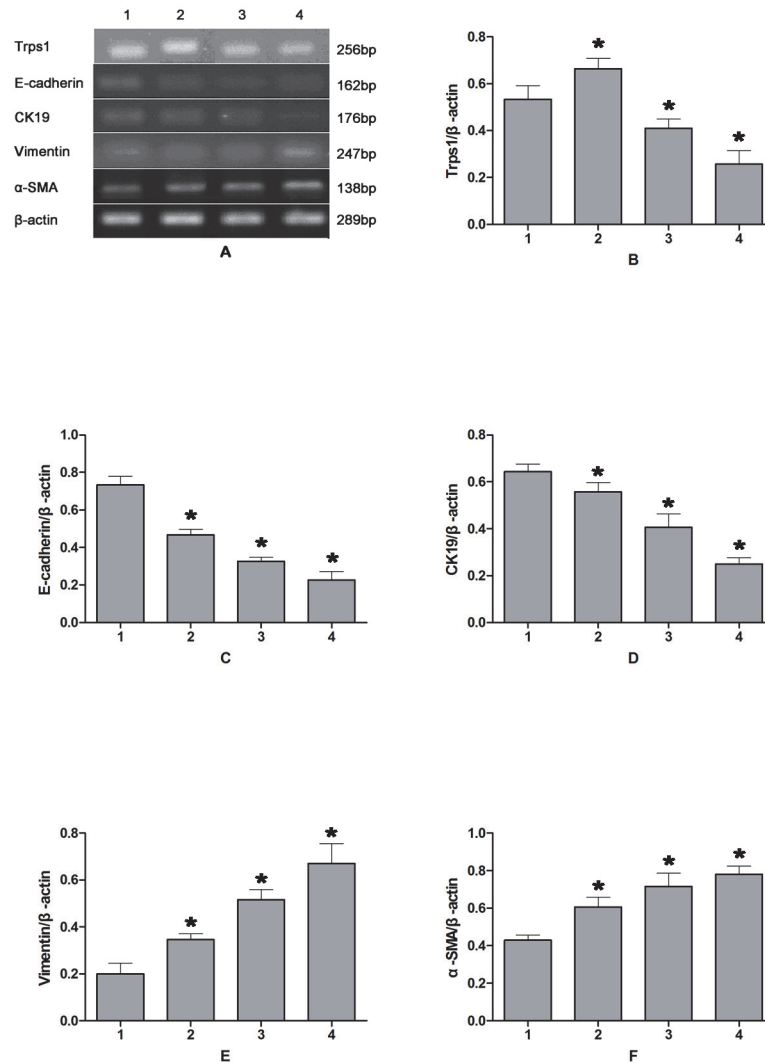 1 2 3 4
Trps1 256bp
E-cadherin 162bp
CK19 176bp
Vimentin 247bp
α-SMA 138bp
β-actin 289bp
A
Trps1/β -actin
0.8
0.6
0.4
0.2
0.0
* * *
1 2 3 4
B
E-cadherin/β -actin
1.0
0.8
0.6
0.4
0.2
0.0
* * *
1 2 3 4
C
CK19/β -actin
0.8
0.6
0.4
0.2
0.0
* * *
1 2 3 4
D
Vimentin/β -actin
0.8
0.6
0.4
0.2
0.0
* * *
1 2 3 4
E
α -SMA/β -actin
1.0
0.8
0.6
0.4
0.2
0.0
* * *
1 2 3 4
F